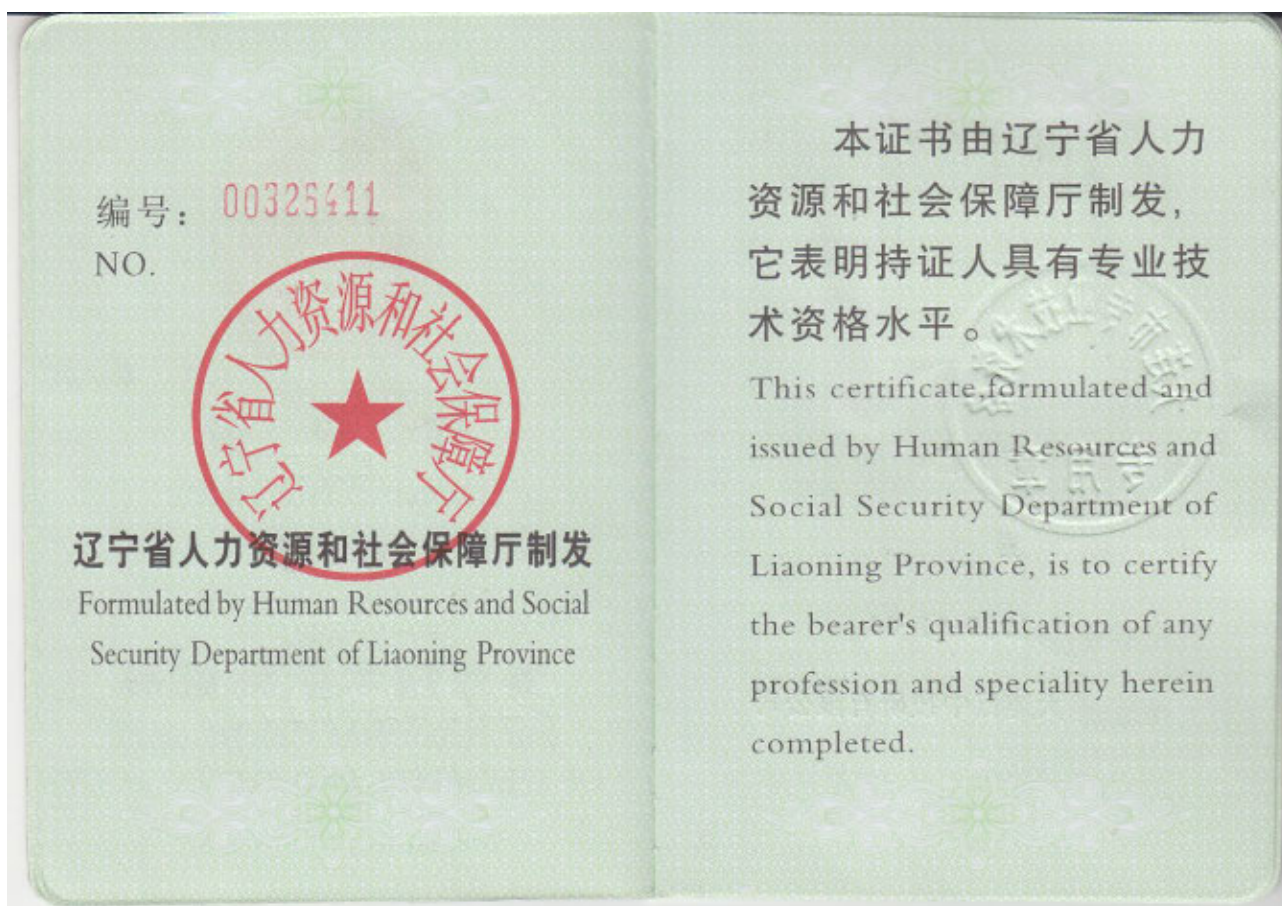 编号: 00325411
NO.
辽宁省人力资源和社会保障厅
辽宁省人力资源和社会保障厅制发
Formulated by Human Resources and Social
Security Department of Liaoning Province
本证书由辽宁省人力
资源和社会保障厅制发,
它表明持证人具有专业技
术资格水平。
This certificate,formulated and
issued by Human Resources and
Social Security Department of
Liaoning Province, is to certify
the bearer's qualification of any
profession and speciality herein
completed.
专用章